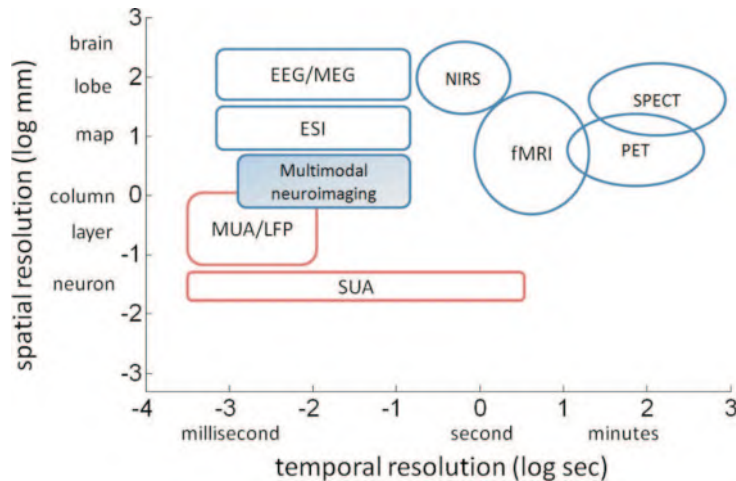 3
brain
EEG/MEG
NIRS
2
lobe
SPECT
ESI
map
1
fMRI
PET
Multimodal
neuroimaging
column
0
layer
MUA/LFP
-1
neuron
SUA
-2
-3
spatial resolution (log mm)
-4 -3 -2 -1 0 1 2 3
millisecond second minutes
temporal resolution (log sec)